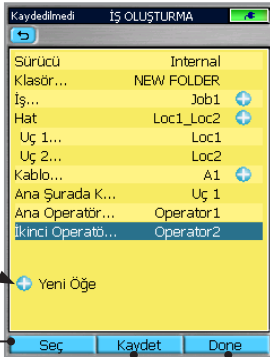 Kaydedilmedi İŞ OLUŞTURMA
Sürücü Internal
Klasör... NEW FOLDER
İş... Job1
Hat Loc1_Loc2
Uç 1... Loc1
Uç 2... Loc2
Kablo... A1
Ana Şurada K... Uç 1
Ana Operatör... Operator1
İkinci Operatö... Operator2
Yeni Öğe
Seç Kaydet Done